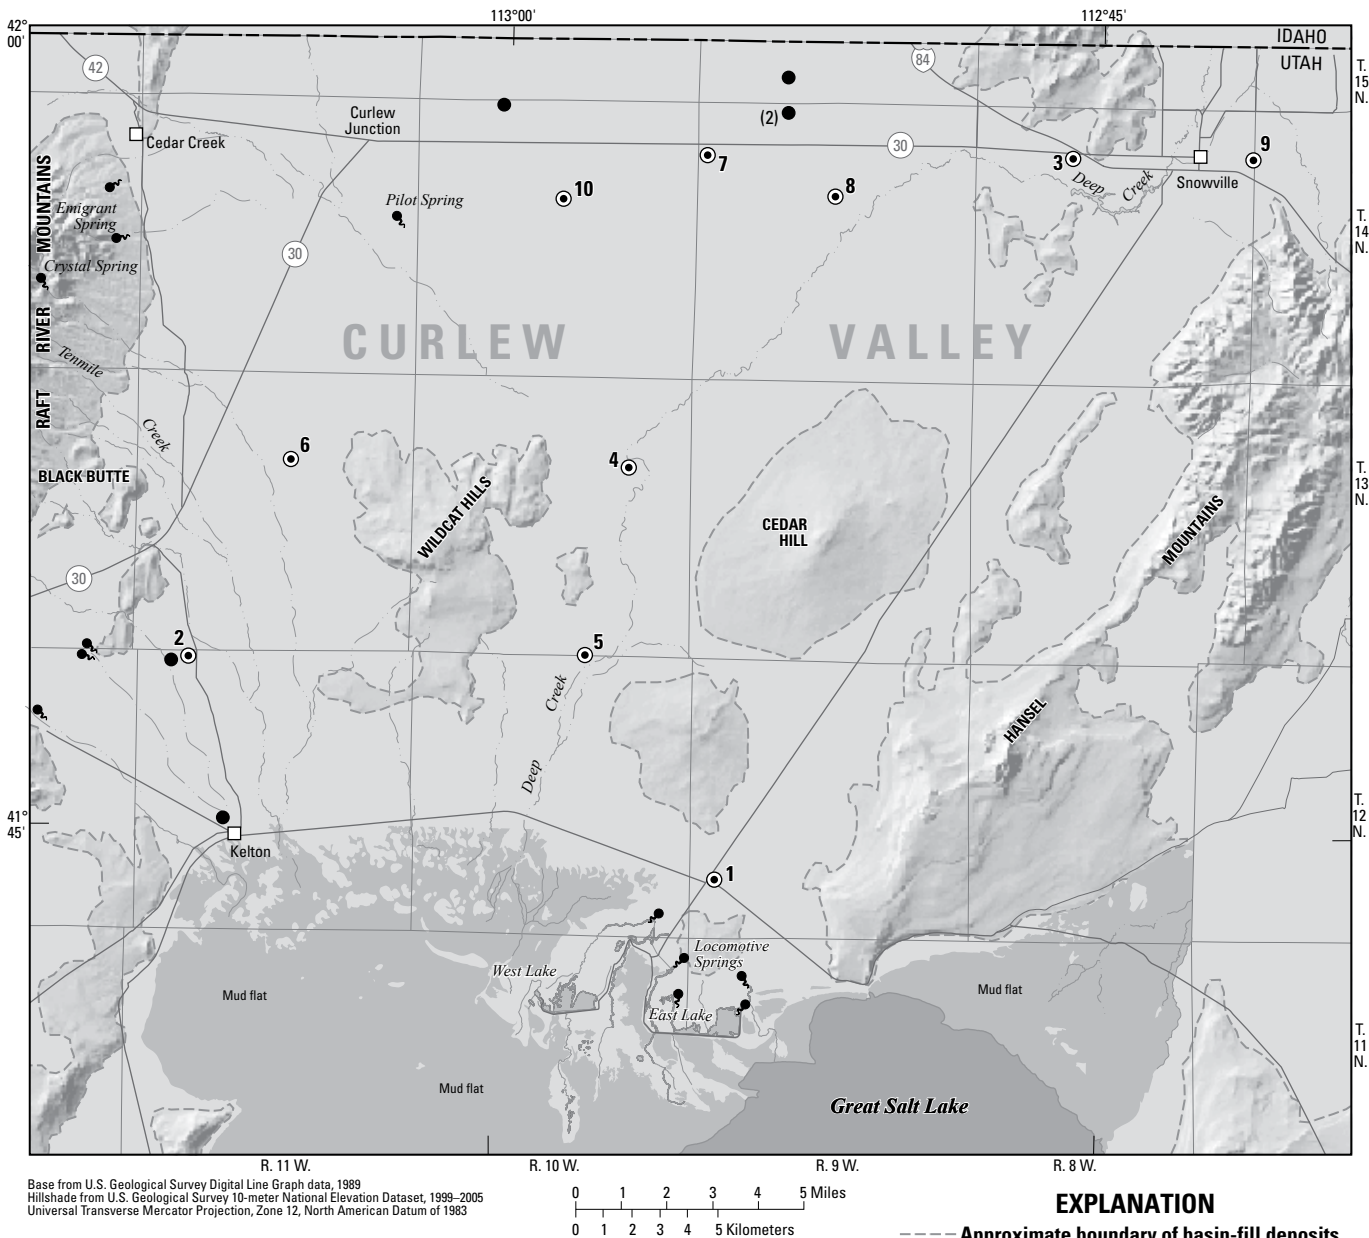 113°00'
112°45'
42°
00'
IDAHO
UTAH
42
84
T.
15
N.
(2)
Curlew
Junction
30
Cedar Creek
7
3
9
Deep
Creek
Snowville
10
8
Pilot Spring
Emigrant
Spring
Crystal Spring
30
T.
14
N.
RAFT RIVER MOUNTAINS
CURLEW VALLEY
Tenmile
Creek
6
4
BLACK BUTTE
WILDCAT HILLS
CEDAR
HILL
MOUNTAINS
T.
13
N.
30
2
5
Creek
Deep
HANSEL
41°
45'
T.
12
N.
Kelton
1
Locomotive
Springs
West Lake
East Lake
Mud flat
Mud flat
Mud flat
T.
11
N.
Great Salt Lake
R. 11 W.
R. 10 W.
R. 9 W.
R. 8 W.
Base from U.S. Geological Survey Digital Line Graph data, 1989
Hillshade from U.S. Geological Survey 10-meter National Elevation Dataset, 1999–2005
Universal Transverse Mercator Projection, Zone 12, North American Datum of 1983
0 1 2 3 4 5 Miles
0 1 2 3 4 5 Kilometers
EXPLANATION
Approximate boundary of basin-fill deposits